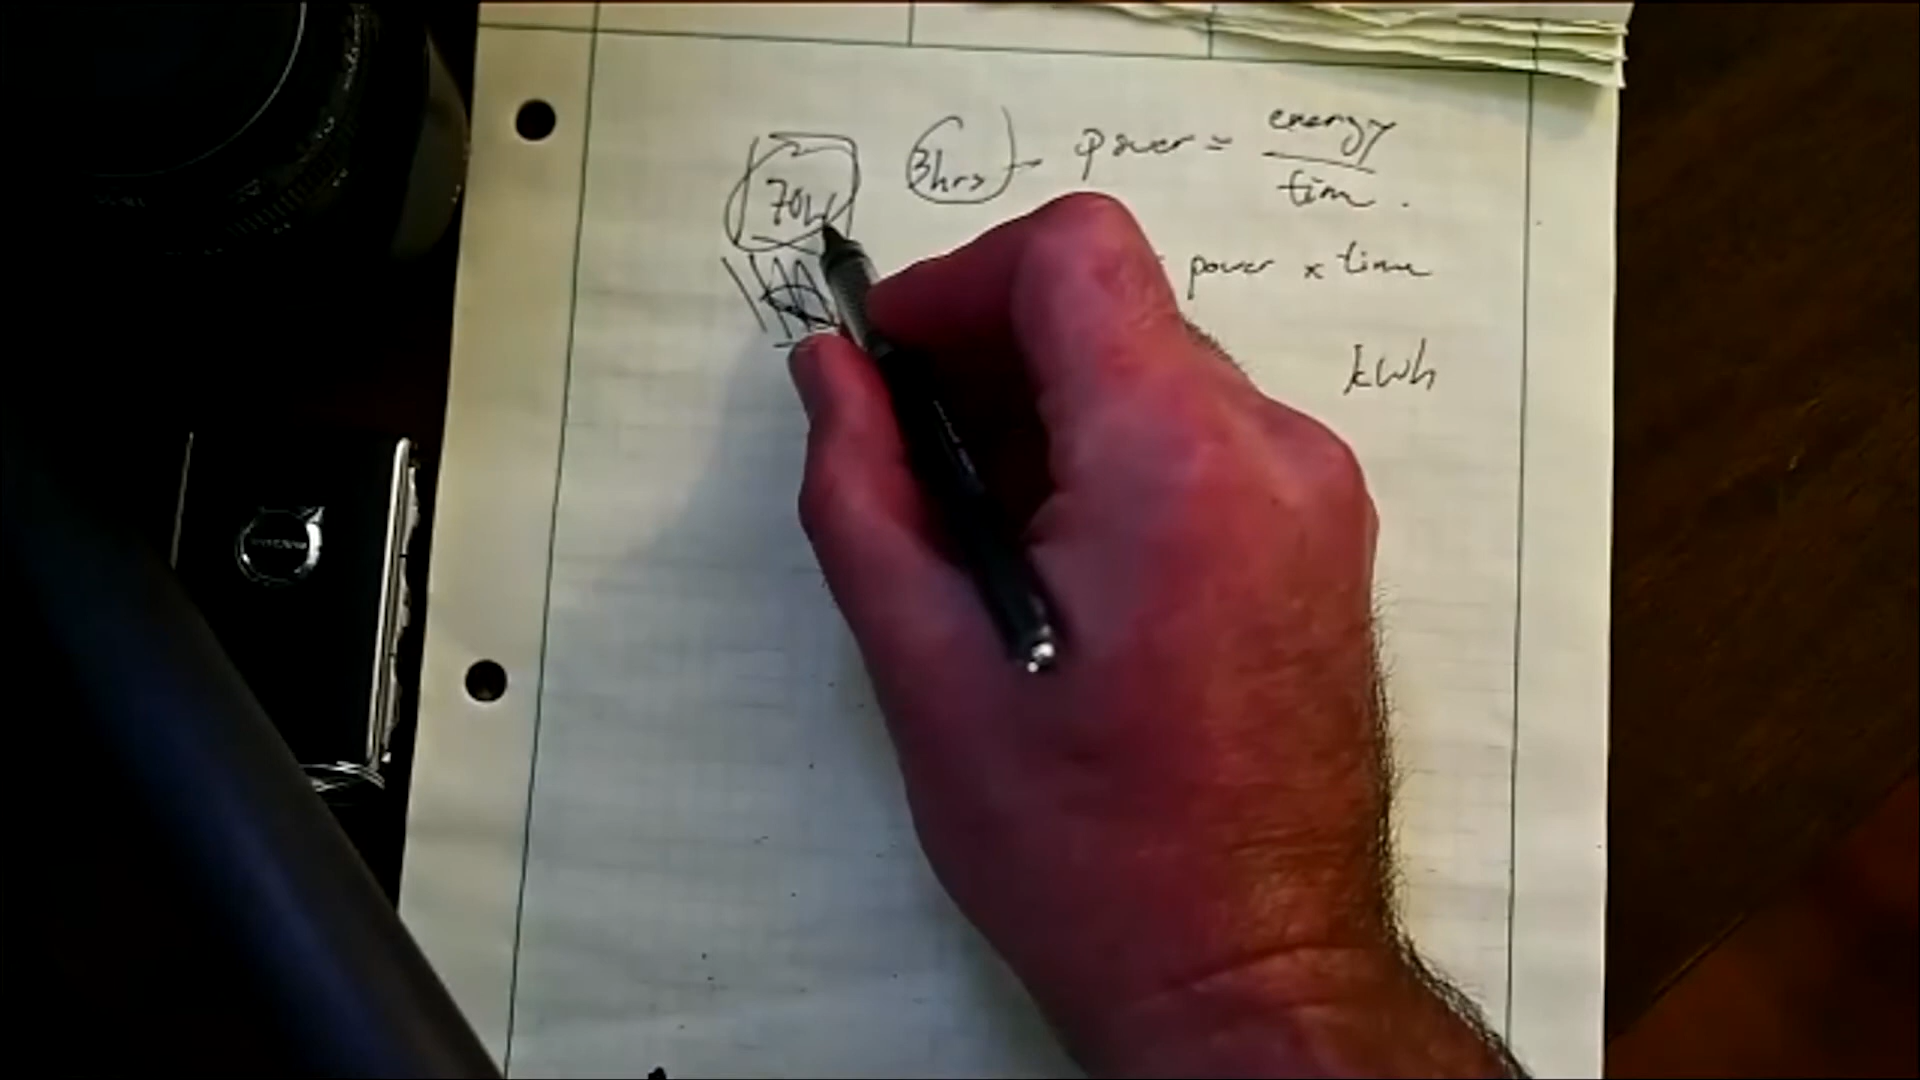 70W 3hrs power = energy
time.
power x time
kWh